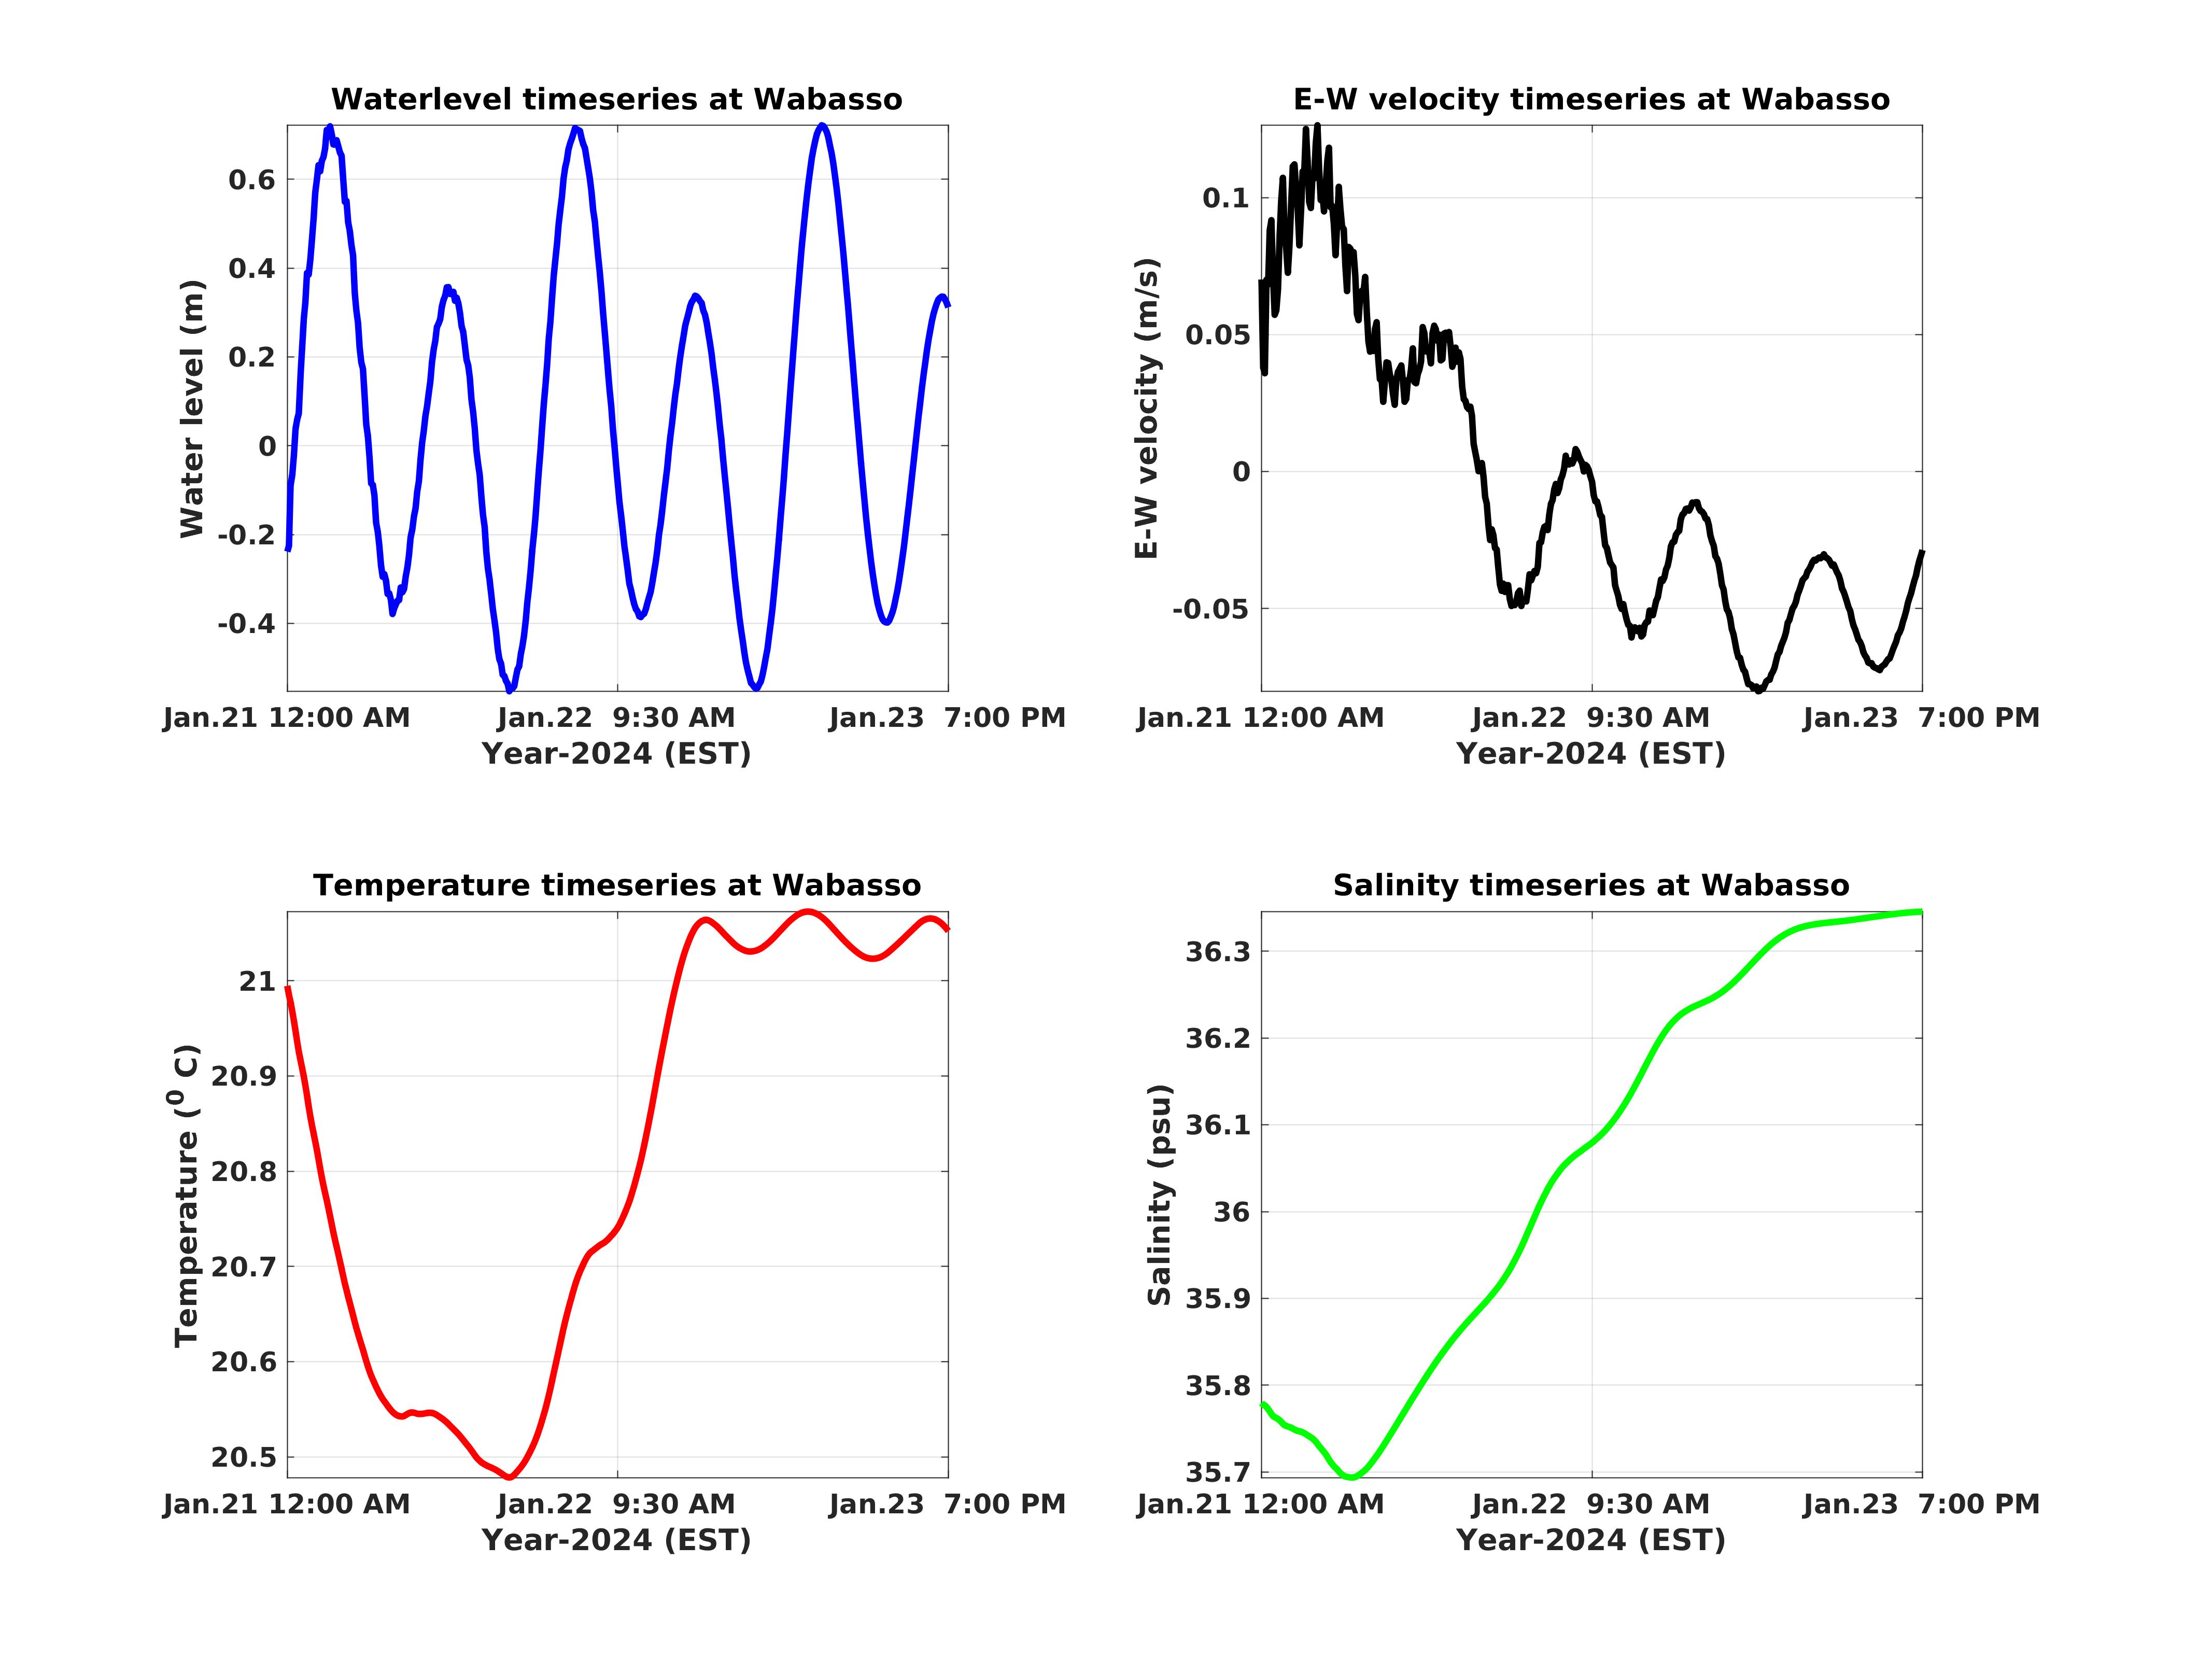 Waterlevel timeseries at Wabasso
0.6
0.4
0.2
0
-0.2
-0.4
Water level (m)
Jan.21 12:00 AM
Jan.22  9:30 AM
Jan.23  7:00 PM
Year-2024 (EST)
E-W velocity timeseries at Wabasso
0.1
0.05
0
-0.05
E-W velocity (m/s)
Jan.21 12:00 AM
Jan.22  9:30 AM
Jan.23  7:00 PM
Year-2024 (EST)
Temperature timeseries at Wabasso
21
20.9
20.8
20.7
20.6
20.5
Temperature (⁰ C)
Jan.21 12:00 AM
Jan.22  9:30 AM
Jan.23  7:00 PM
Year-2024 (EST)
Salinity timeseries at Wabasso
36.3
36.2
36.1
36
35.9
35.8
35.7
Salinity (psu)
Jan.21 12:00 AM
Jan.22  9:30 AM
Jan.23  7:00 PM
Year-2024 (EST)